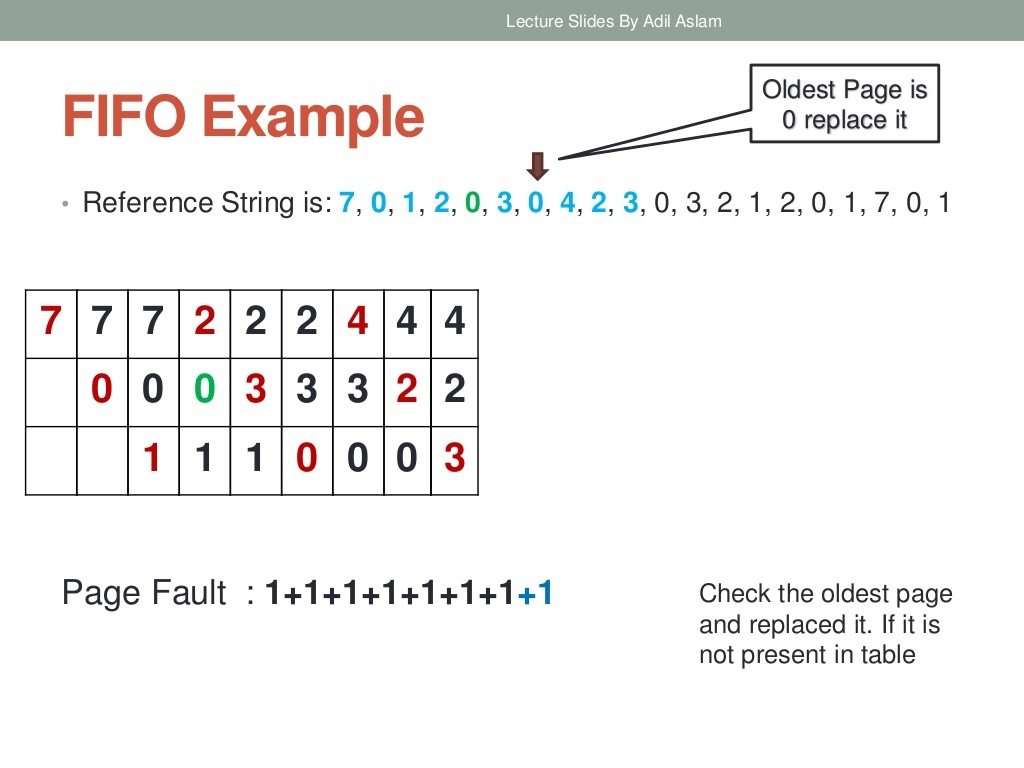 Lecture Slides By Adil Aslam
Oldest Page is
0 replace it
FIFO Example
• Reference String is: 7, 0, 1, 2, 0, 3, 0, 4, 2, 3, 0, 3, 2, 1, 2, 0, 1, 7, 0, 1
7 7 7 2 2 2 4 4 4
0 0 0 3 3 3 2 2
1 1 1 0 0 0 3
Page Fault : 1+1+1+1+1+1+1+1
Check the oldest page
and replaced it. If it is
not present in table